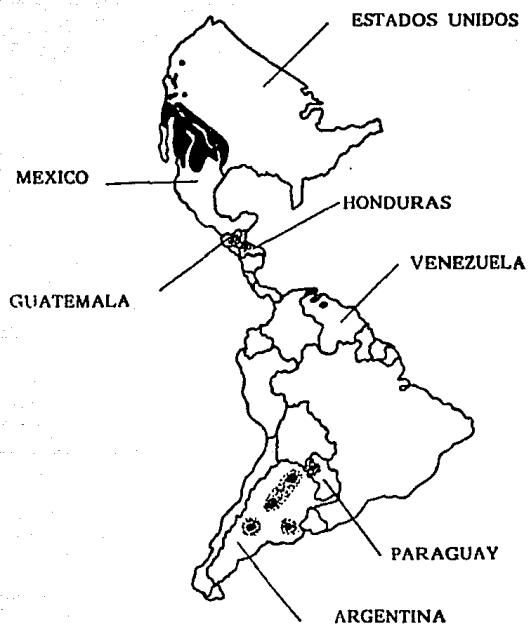 ESTADOS UNIDOS
MEXICO
HONDURAS
VENEZUELA
GUATEMALA
PARAGUAY
ARGENTINA